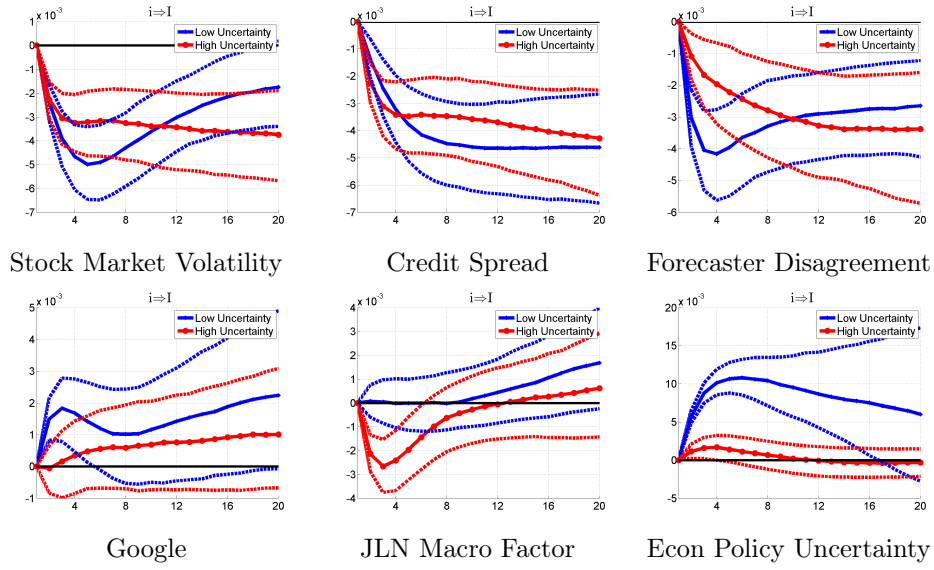 x 10⁻³ i⇒I
1
0
-1
-2
-3
-4
-5
-6
-7
4 8 12 16 20
Low Uncertainty
High Uncertainty
Stock Market Volatility
x 10⁻³ i⇒I
0
-1
-2
-3
-4
-5
-6
-7
4 8 12 16 20
Low Uncertainty
High Uncertainty
Credit Spread
x 10⁻³ i⇒I
0
-1
-2
-3
-4
-5
-6
4 8 12 16 20
Low Uncertainty
High Uncertainty
Forecaster Disagreement
x 10⁻³ i⇒I
5
4
3
2
1
0
-1
4 8 12 16 20
Low Uncertainty
High Uncertainty
Google
x 10⁻³ i⇒I
4
3
2
1
0
-1
-2
-3
-4
4 8 12 16 20
Low Uncertainty
High Uncertainty
JLN Macro Factor
x 10⁻³ i⇒I
20
15
10
5
0
-5
4 8 12 16 20
Low Uncertainty
High Uncertainty
Econ Policy Uncertainty